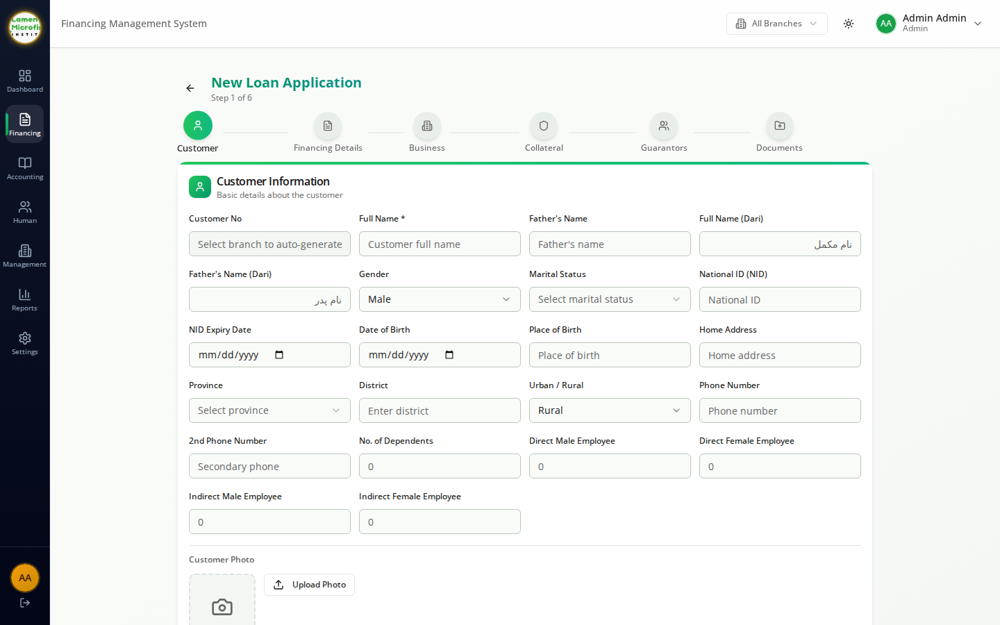 Lamen
Microfi
INSTIT
Financing Management System
All Branches
AA
Admin Admin
Admin
Dashboard
Financing
Accounting
Human
Management
Reports
Settings
AA
New Loan Application
Step 1 of 6
Customer
Financing Details
Business
Collateral
Guarantors
Documents
Customer Information
Basic details about the customer
Customer No
Full Name *
Father's Name
Full Name (Dari)
Select branch to auto-generate
Customer full name
Father's name
نام مکمل
Father's Name (Dari)
Gender
Marital Status
National ID (NID)
نام پدر
Male
Select marital status
National ID
NID Expiry Date
Date of Birth
Place of Birth
Home Address
mm/dd/yyyy
mm/dd/yyyy
Place of birth
Home address
Province
District
Urban / Rural
Phone Number
Select province
Enter district
Rural
Phone number
2nd Phone Number
No. of Dependents
Direct Male Employee
Direct Female Employee
Secondary phone
0
0
0
Indirect Male Employee
Indirect Female Employee
0
0
Customer Photo
Upload Photo